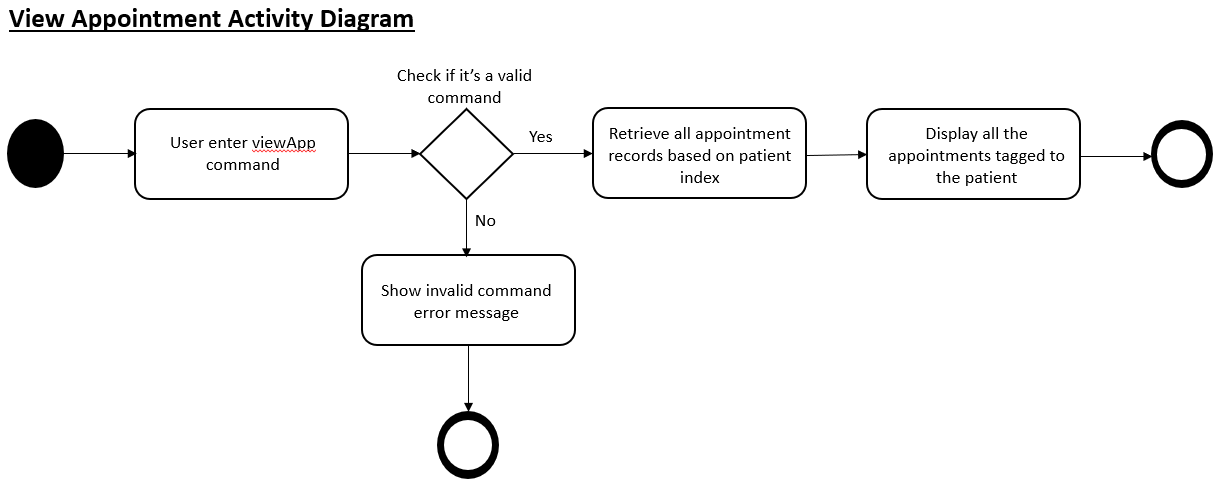 View Appointment Activity Diagram
Check if it’s a valid
command
User enter viewApp
command
Yes
Retrieve all appointment
records based on patient
index
Display all the
appointments tagged to
the patient
No
Show invalid command
error message